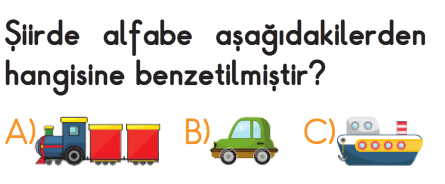 Şiirde alfabe aşağıdakilerden
hangisine benzetilmiştir?
A) B) C)